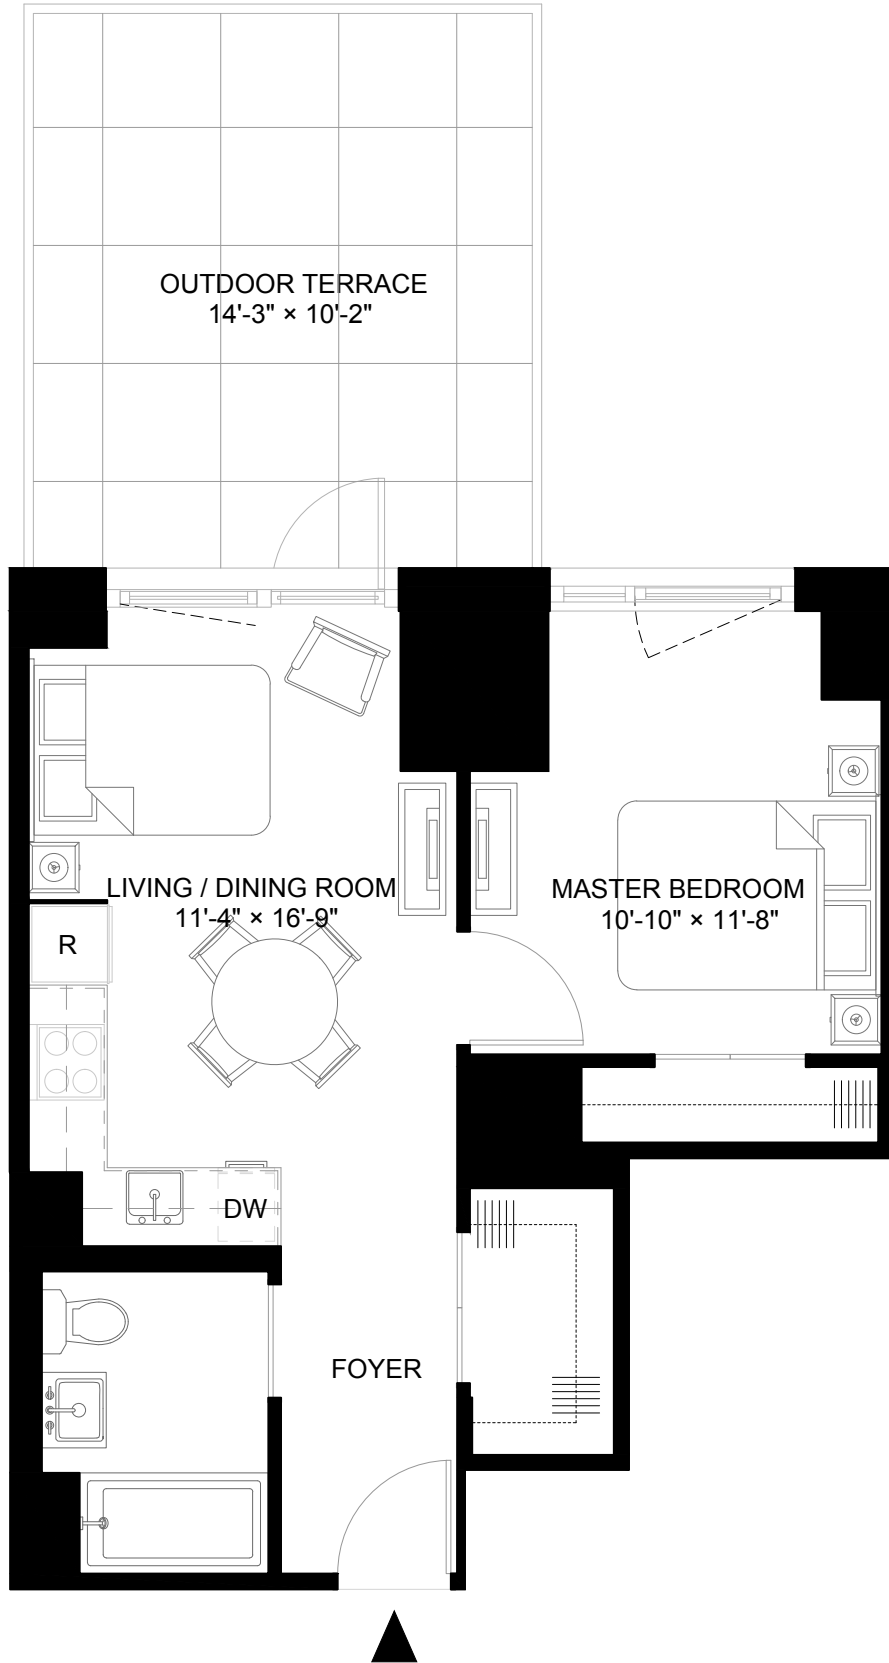 OUTDOOR TERRACE
14'-3" × 10'-2"
LIVING / DINING ROOM
11'-4" × 16'-9"
MASTER BEDROOM
10'-10" × 11'-8"
R
DW
FOYER